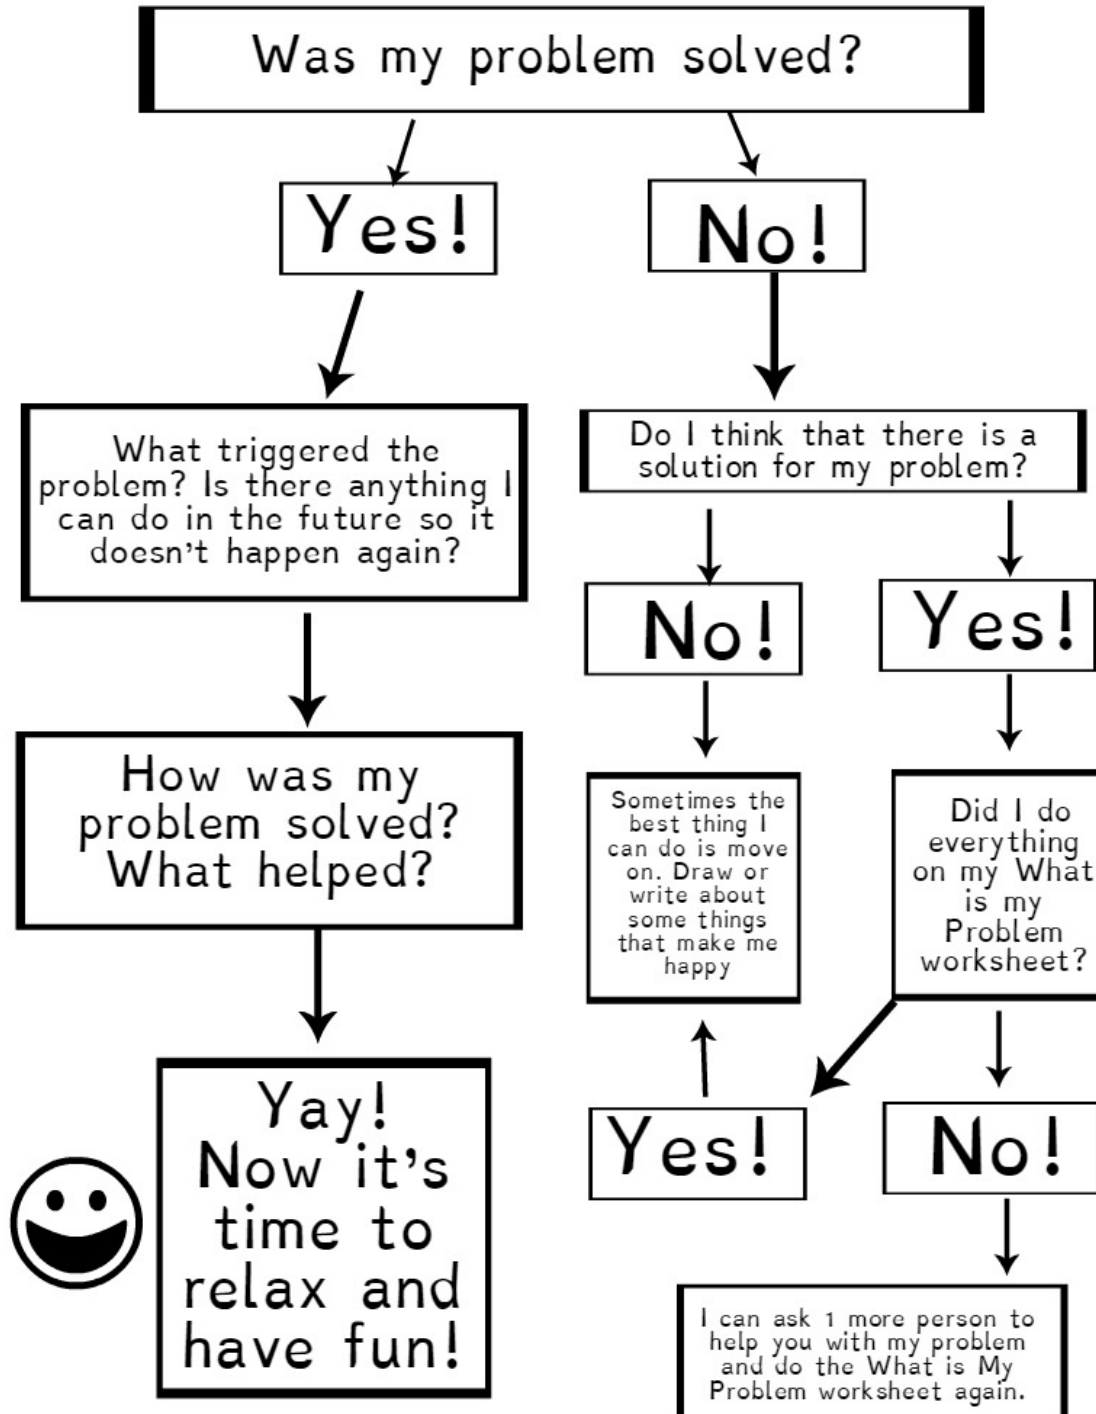 Was my problem solved?
Yes!
No!
What triggered the
problem? Is there anything I
can do in the future so it
doesn't happen again?
How was my
problem solved?
What helped?
Yay!
Now it's
time to
relax and
have fun!
Do I think that there is a
solution for my problem?
No!
Yes!
Sometimes the
best thing I
can do is move
on. Draw or
write about
some things
that make me
happy
Did I do
everything
on my What
is my
Problem
worksheet?
Yes!
No!
I can ask 1 more person to
help you with my problem
and do the What is My
Problem worksheet again.